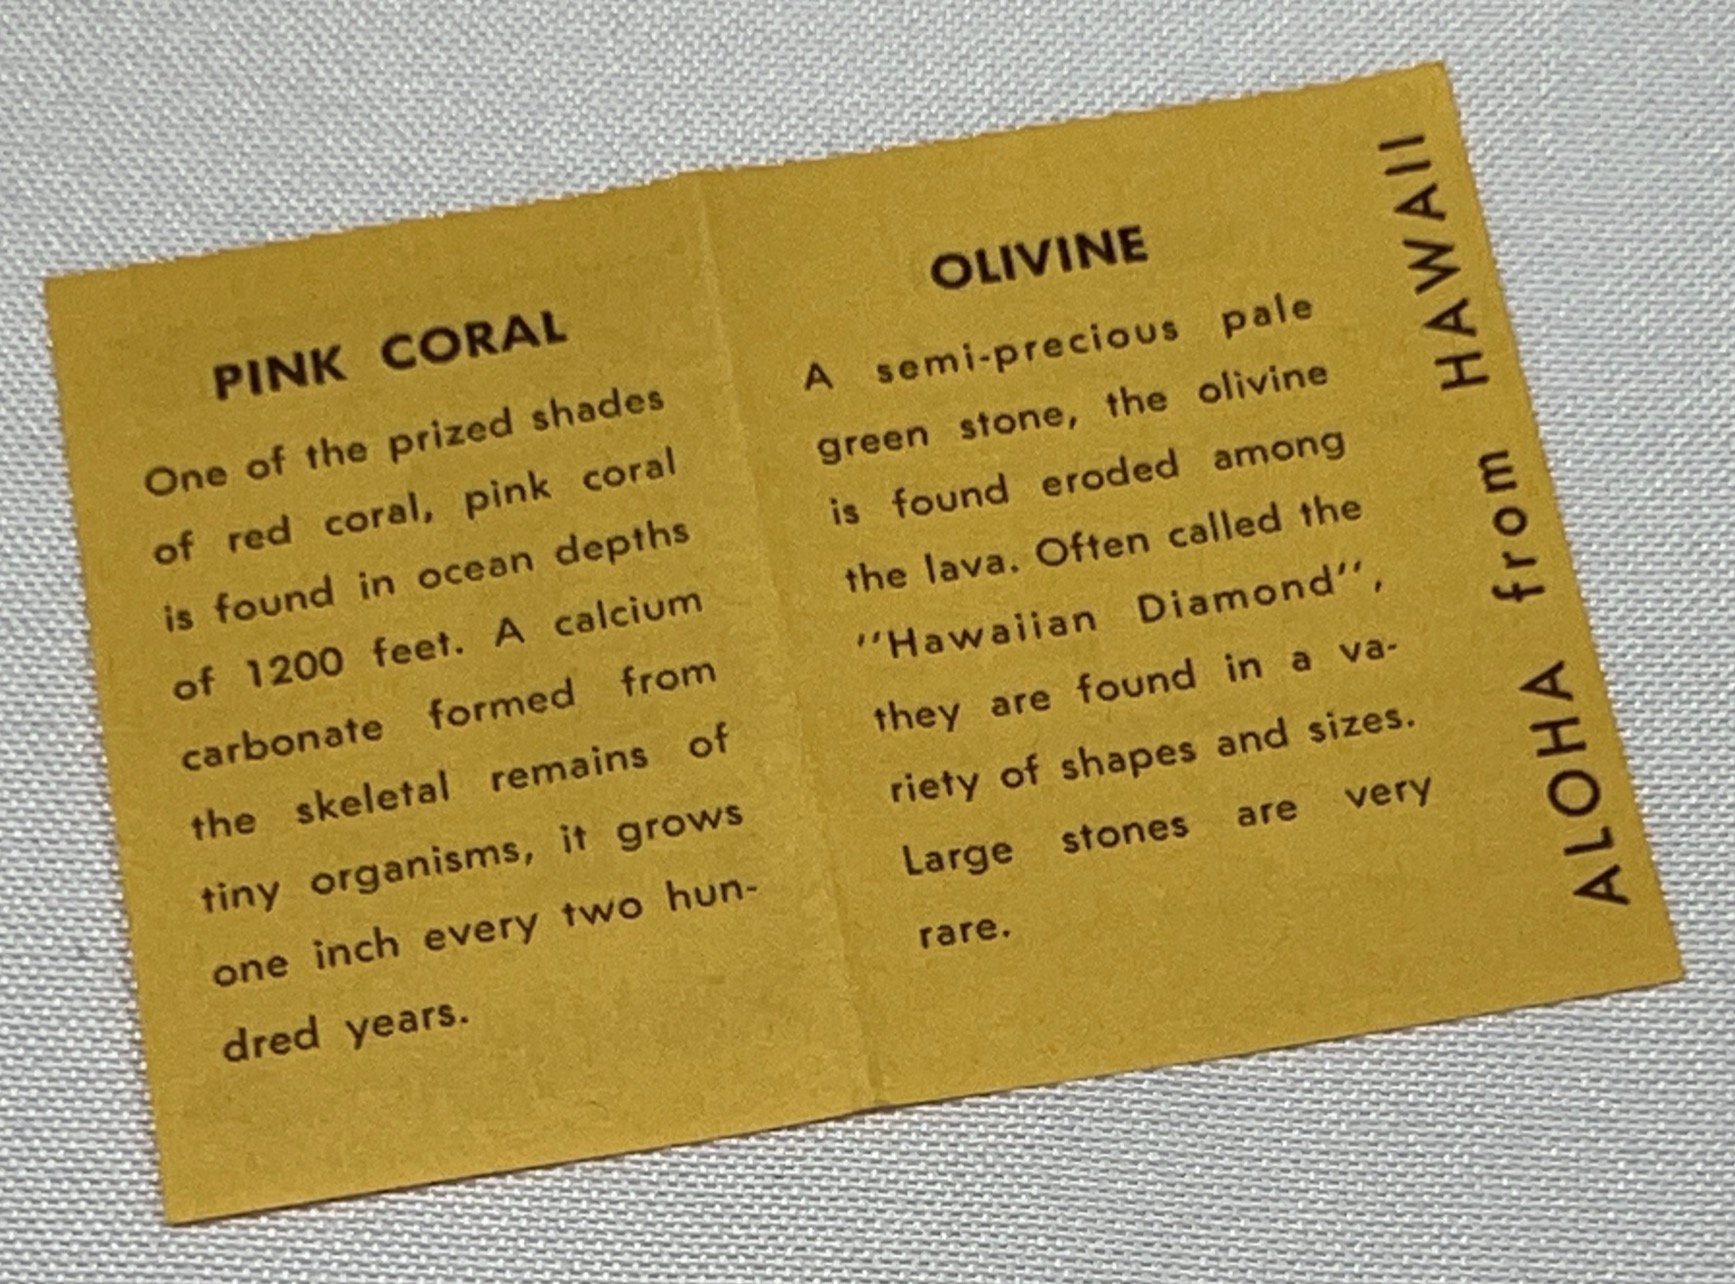 PINK CORAL
One of the prized shades
of red coral, pink coral
is found in ocean depths
of 1200 feet. A calcium
carbonate formed from
the skeletal remains of
tiny organisms, it grows
one inch every two hun-
dred years.
OLIVINE
A semi-precious pale
green stone, the olivine
is found eroded among
the lava. Often called the
"Hawaiian Diamond",
they are found in a va-
riety of shapes and sizes.
Large stones are very
rare.
ALOHA from HAWAII